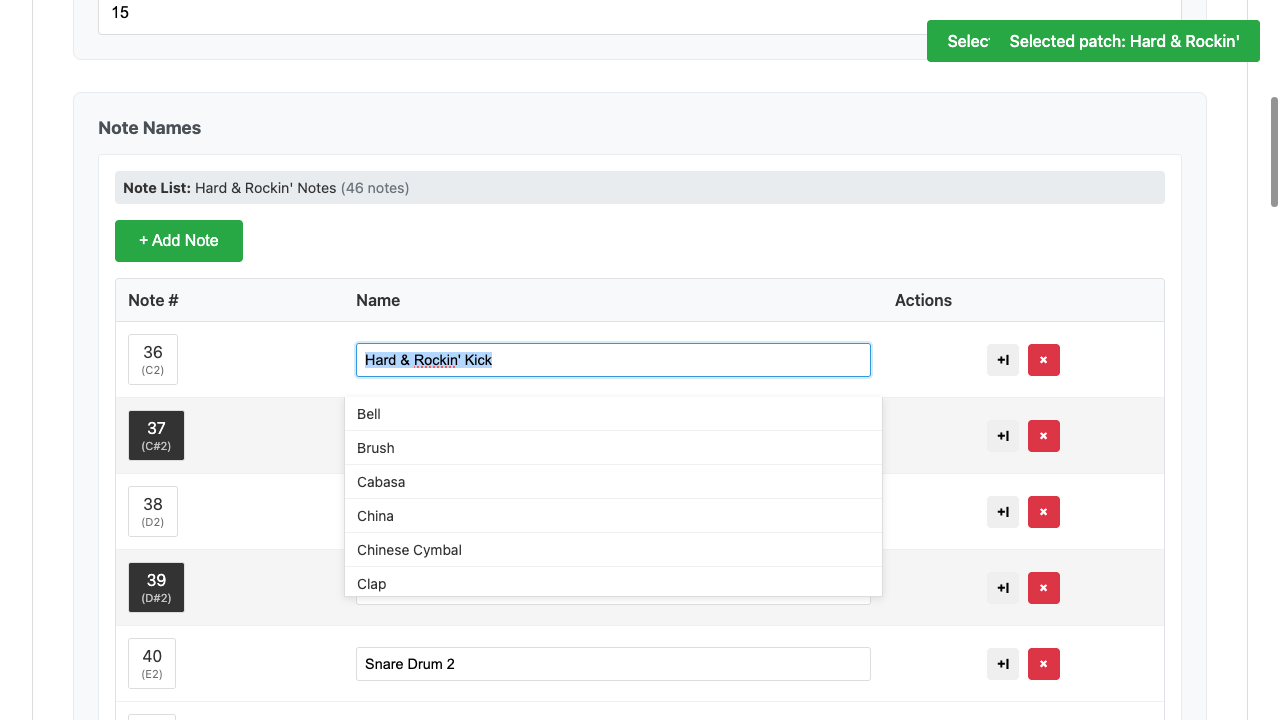 15
Selec
Selected patch: Hard & Rockin'
Note Names
Note List: Hard & Rockin' Notes (46 notes)
+ Add Note
Note # Name Actions
36
(C2)
Hard & Rockin' Kick
+I ×
Bell
37
(C#2)
+I ×
Brush
Cabasa
38
(D2)
+I ×
China
Chinese Cymbal
39
(D#2)
+I ×
Clap
40
(E2)
Snare Drum 2
+I ×